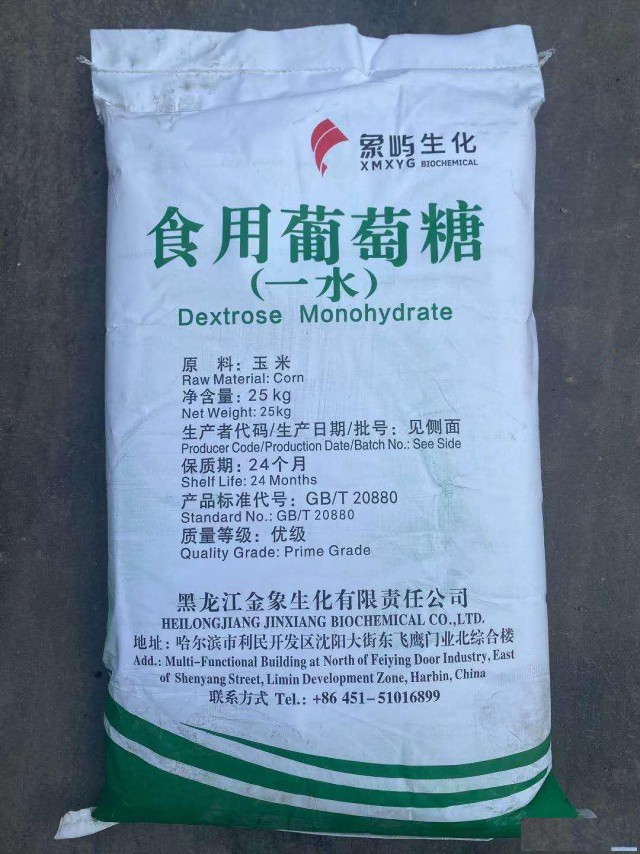 象屿生化
XMXYG BIOCHEMICAL
食用葡萄糖
(一水)
Dextrose Monohydrate
原 料：玉米
Raw Material: Corn
净含量：25kg
Net Weight: 25kg
生产者代码/生产日期/批号：见侧面
Producer Code/Production Date/Batch No.: See Side
保质期：24个月
Shelf Life: 24 Months
产品标准代号：GB/T 20880
Standard No.: GB/T 20880
质量等级：优级
Quality Grade: Prime Grade
黑龙江金象生化有限责任公司
HEILONGJIANG JINXIANG BIOCHEMICAL CO.,LTD.
地址：哈尔滨市利民开发区沈阳大街东飞鹰门业北综合楼
Add.: Multi-Functional Building at North of Feiying Door Industry, East
of Shenyang Street, Limin Development Zone, Harbin, China
联系方式 Tel.: +86 451-51016899